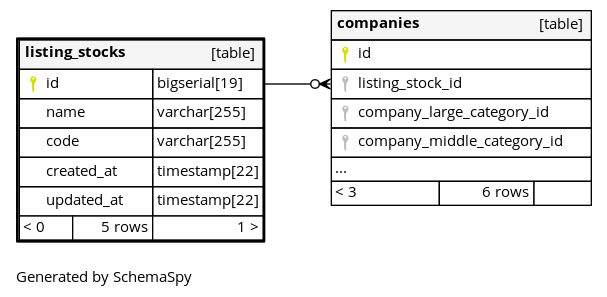 listing_stocks [table]
id bigserial[19]
name varchar[255]
code varchar[255]
created_at timestamp[22]
updated_at timestamp[22]
< 0 5 rows 1 >
companies [table]
id
listing_stock_id
company_large_category_id
company_middle_category_id
...
< 3 6 rows
Generated by SchemaSpy